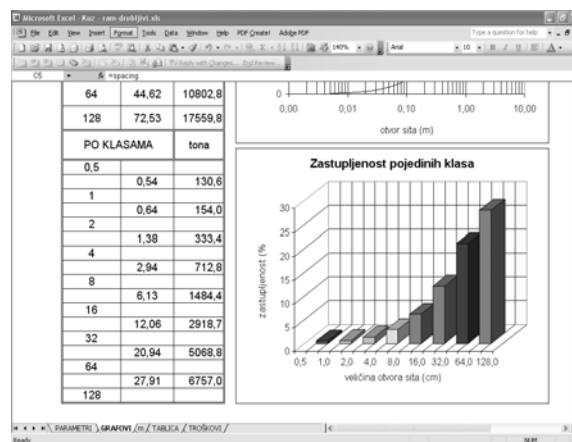 Microsoft Excel - Kuz - ram-drobljivi.xls
File Edit View Insert Format Tools Data Window Help PDF Create! Adobe PDF
Type a question for help
140% Arial 10 B I U
Reply with Changes... End Review...
C5 fx =spacing
64 44,62 10802,8
128 72,53 17559,8
PO KLASAMA tona
0,5
0,54 130,6
1
0,64 154,0
2
1,38 333,4
4
2,94 712,8
8
6,13 1484,4
16
12,06 2918,7
32
20,94 5068,8
64
27,91 6757,0
128
0
0,00 0,01 0,10 1,00 10,00
otvor sita (m)
Zastupljenost pojedinih klasa
zastupljenost (%
30
25
20
15
10
5
0
0,5 1,0 2,0 4,0 8,0 16,0 32,0 64,0 128,0
veličina otvora sita (cm)
PARAMETRI GRAFOVI m TABLICA TROŠKOVI
Ready NUM